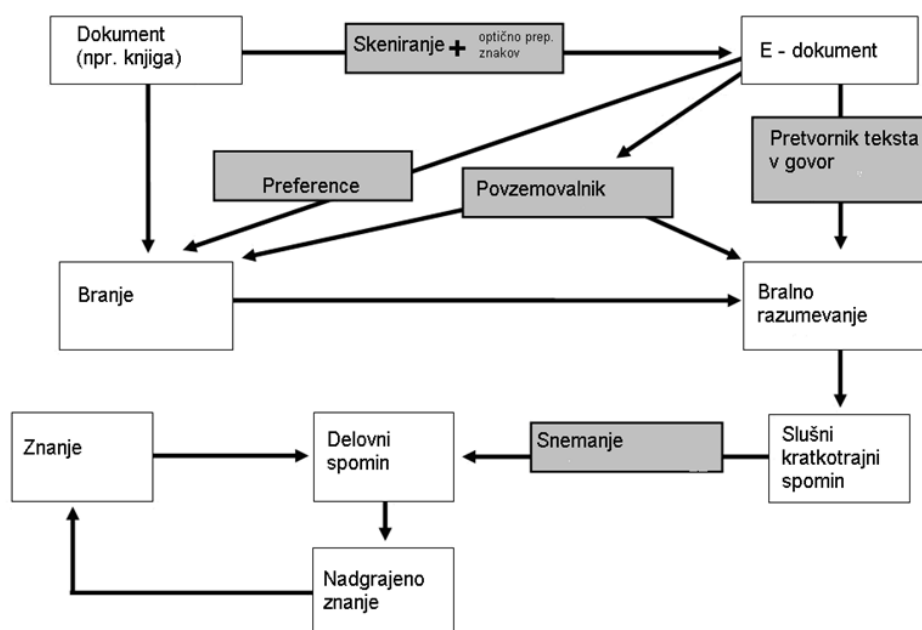 Dokument
(npr. knjiga)
Skeniranje + optično prep.
znakov
E - dokument
Pretvornik teksta
v govor
Preference
Povzemovalnik
Branje
Bralno
razumevanje
Znanje
Delovni
spomin
Snemanje
Slušni
kratkotrajni
spomin
Nadgrajeno
znanje